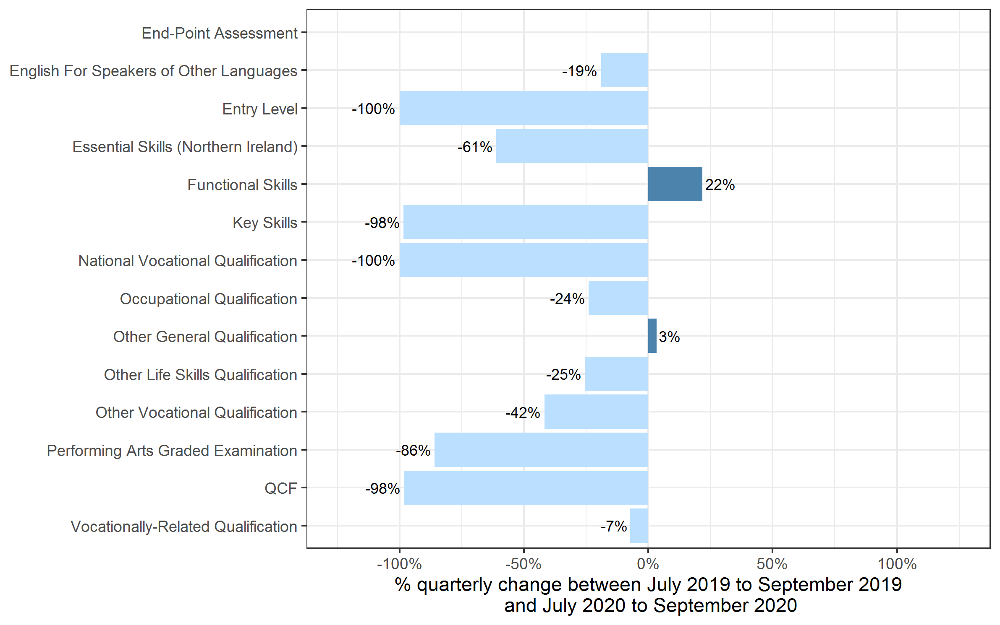 End-Point Assessment
English For Speakers of Other Languages
-19%
Entry Level
-100%
Essential Skills (Northern Ireland)
-61%
Functional Skills
22%
Key Skills
-98%
National Vocational Qualification
-100%
Occupational Qualification
-24%
Other General Qualification
3%
Other Life Skills Qualification
-25%
Other Vocational Qualification
-42%
Performing Arts Graded Examination
-86%
QCF
-98%
Vocationally-Related Qualification
-7%
-100% -50% 0% 50% 100%
% quarterly change between July 2019 to September 2019
and July 2020 to September 2020